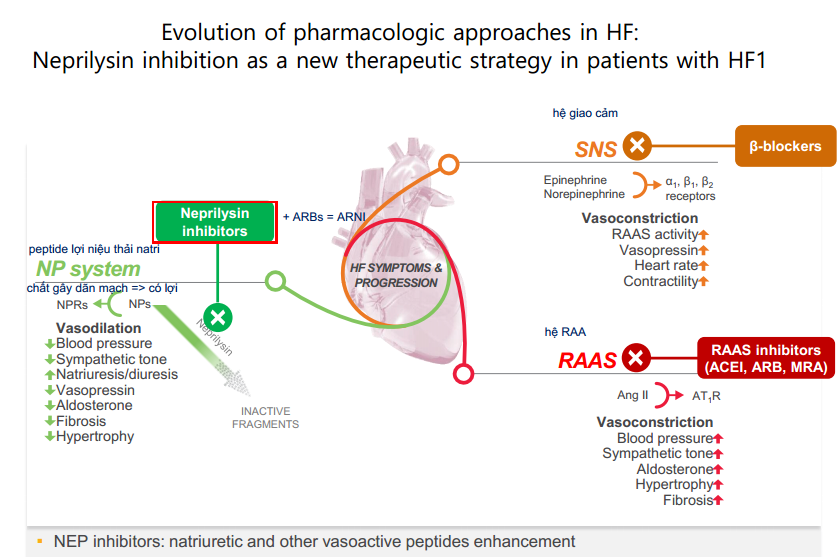 Evolution of pharmacologic approaches in HF:
Neprilysin inhibition as a new therapeutic strategy in patients with HF1
hệ giao cảm
SNS
β-blockers
Epinephrine
Norepinephrine
α1, β1, β2
receptors
Vasoconstriction
RAAS activity
Vasopressin
Heart rate
Contractility
Neprilysin
inhibitors
+ ARBs = ARNI
peptide lợi niệu thải natri
NP system
chất gây dãn mạch => có lợi
NPRs
NPs
Neprilysin
Vasodilation
Blood pressure
Sympathetic tone
Natriuresis/diuresis
Vasopressin
Aldosterone
Fibrosis
Hypertrophy
INACTIVE
FRAGMENTS
HF SYMPTOMS &
PROGRESSION
hệ RAA
RAAS
RAAS inhibitors
(ACEI, ARB, MRA)
Ang II
AT1R
Vasoconstriction
Blood pressure
Sympathetic tone
Aldosterone
Hypertrophy
Fibrosis
NEP inhibitors: natriuretic and other vasoactive peptides enhancement